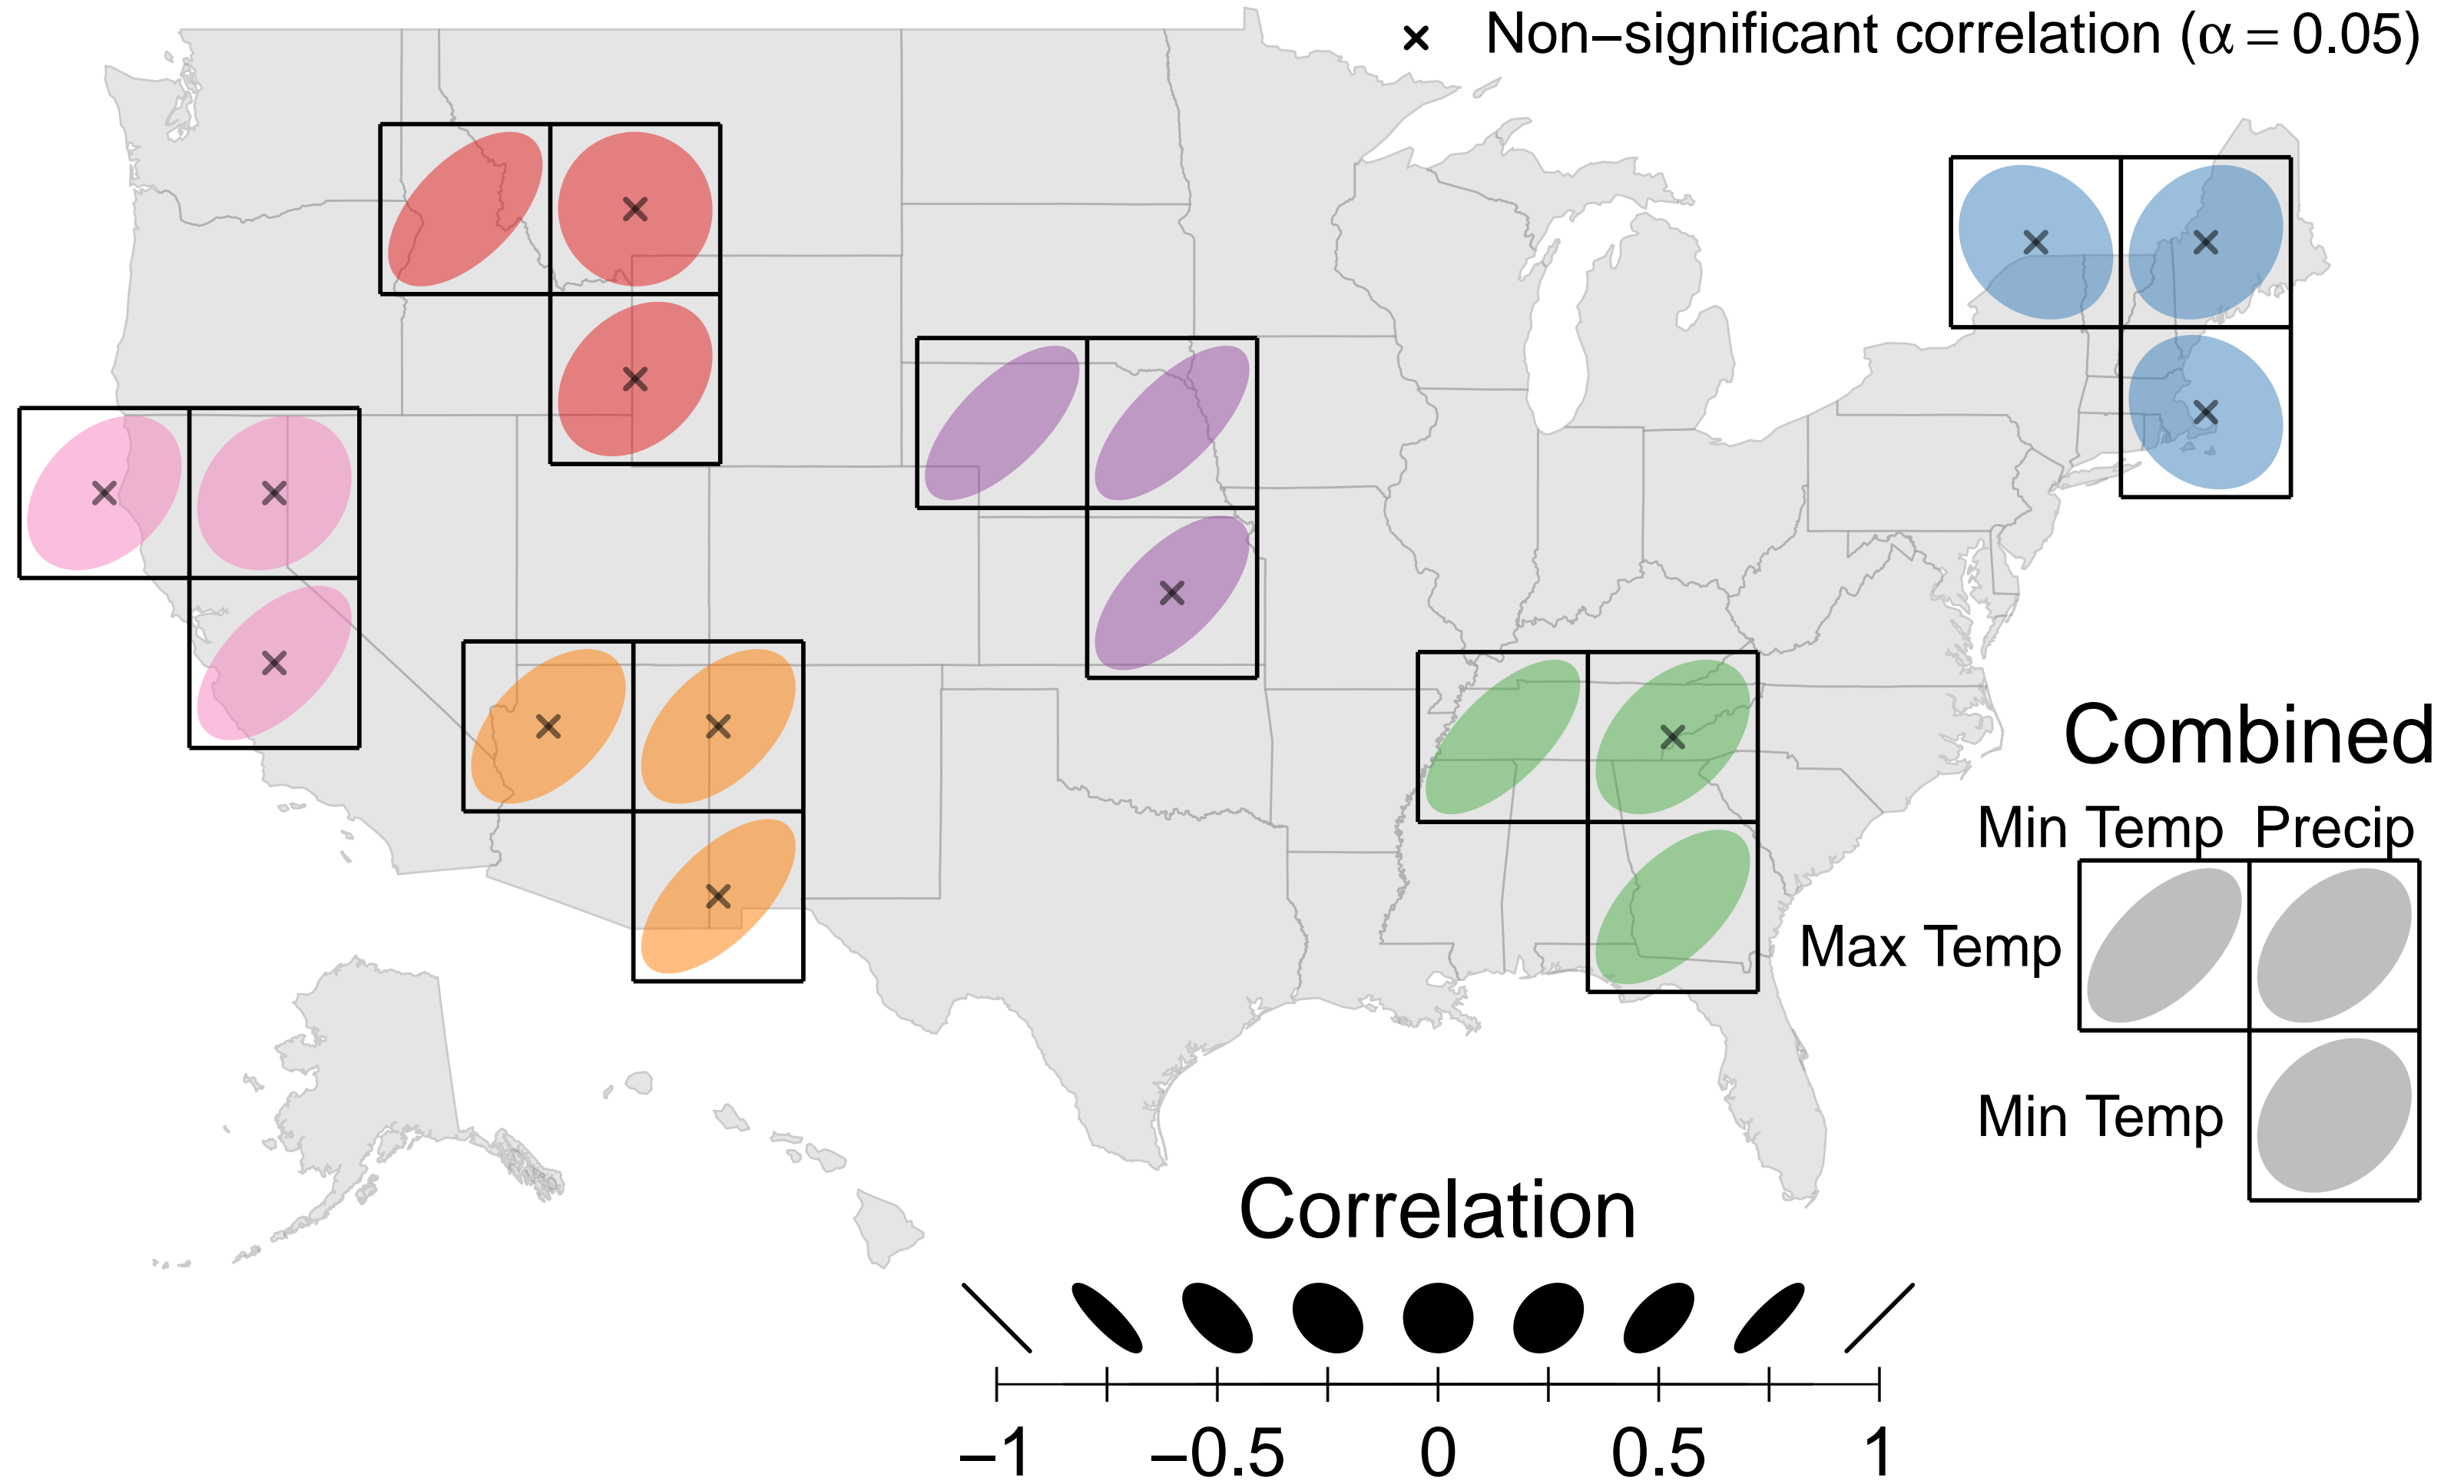 Non−significant correlation (α = 0.05)
Combined
Min Temp Precip
Max Temp
Min Temp
Correlation
−1 −0.5 0 0.5 1